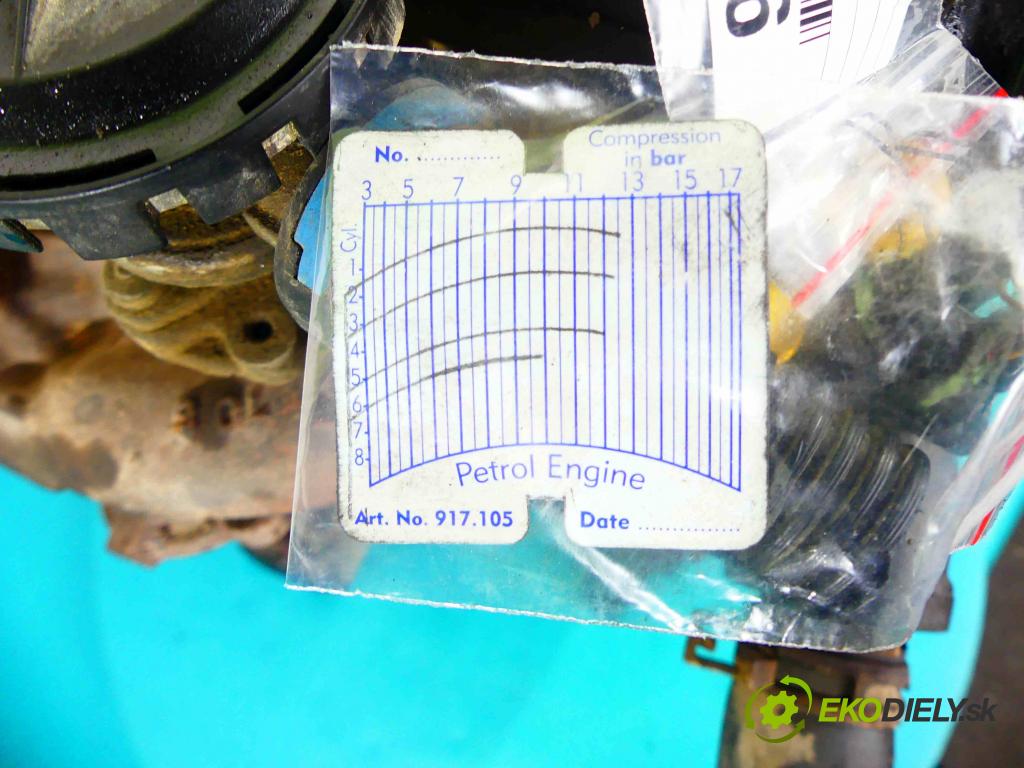 No. ..............
Compression
in bar
3 5 7 9 11 13 15 17
Cyl.
1
2
3
4
5
6
7
8
Petrol Engine
Art. No. 917.105
Date ................
EKODIELY.sk